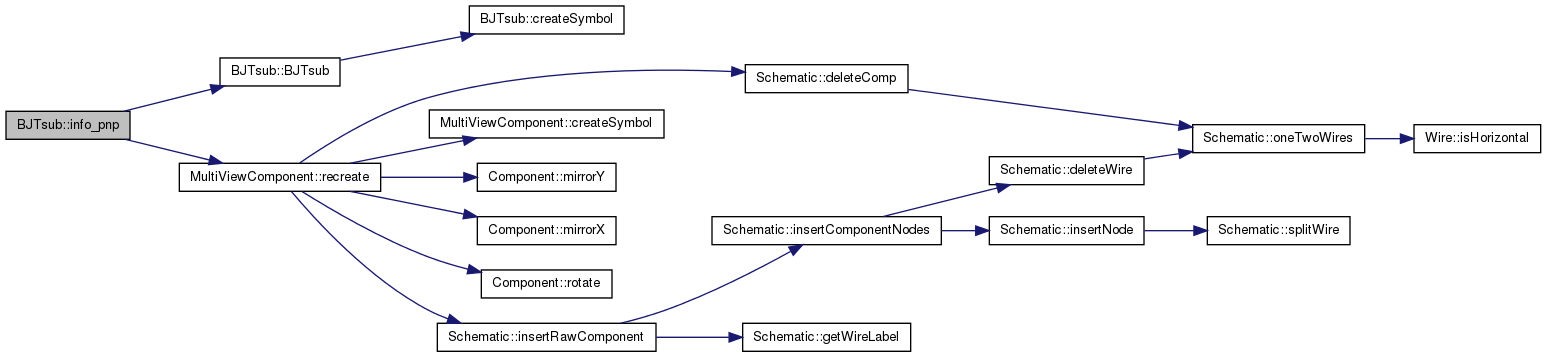 BJTsub::info_pnp
BJTsub::BJTsub
BJTsub::createSymbol
MultiViewComponent::recreate
Schematic::deleteComp
MultiViewComponent::createSymbol
Component::mirrorY
Component::mirrorX
Component::rotate
Schematic::insertRawComponent
Schematic::insertComponentNodes
Schematic::getWireLabel
Schematic::deleteWire
Schematic::insertNode
Schematic::oneTwoWires
Schematic::splitWire
Wire::isHorizontal